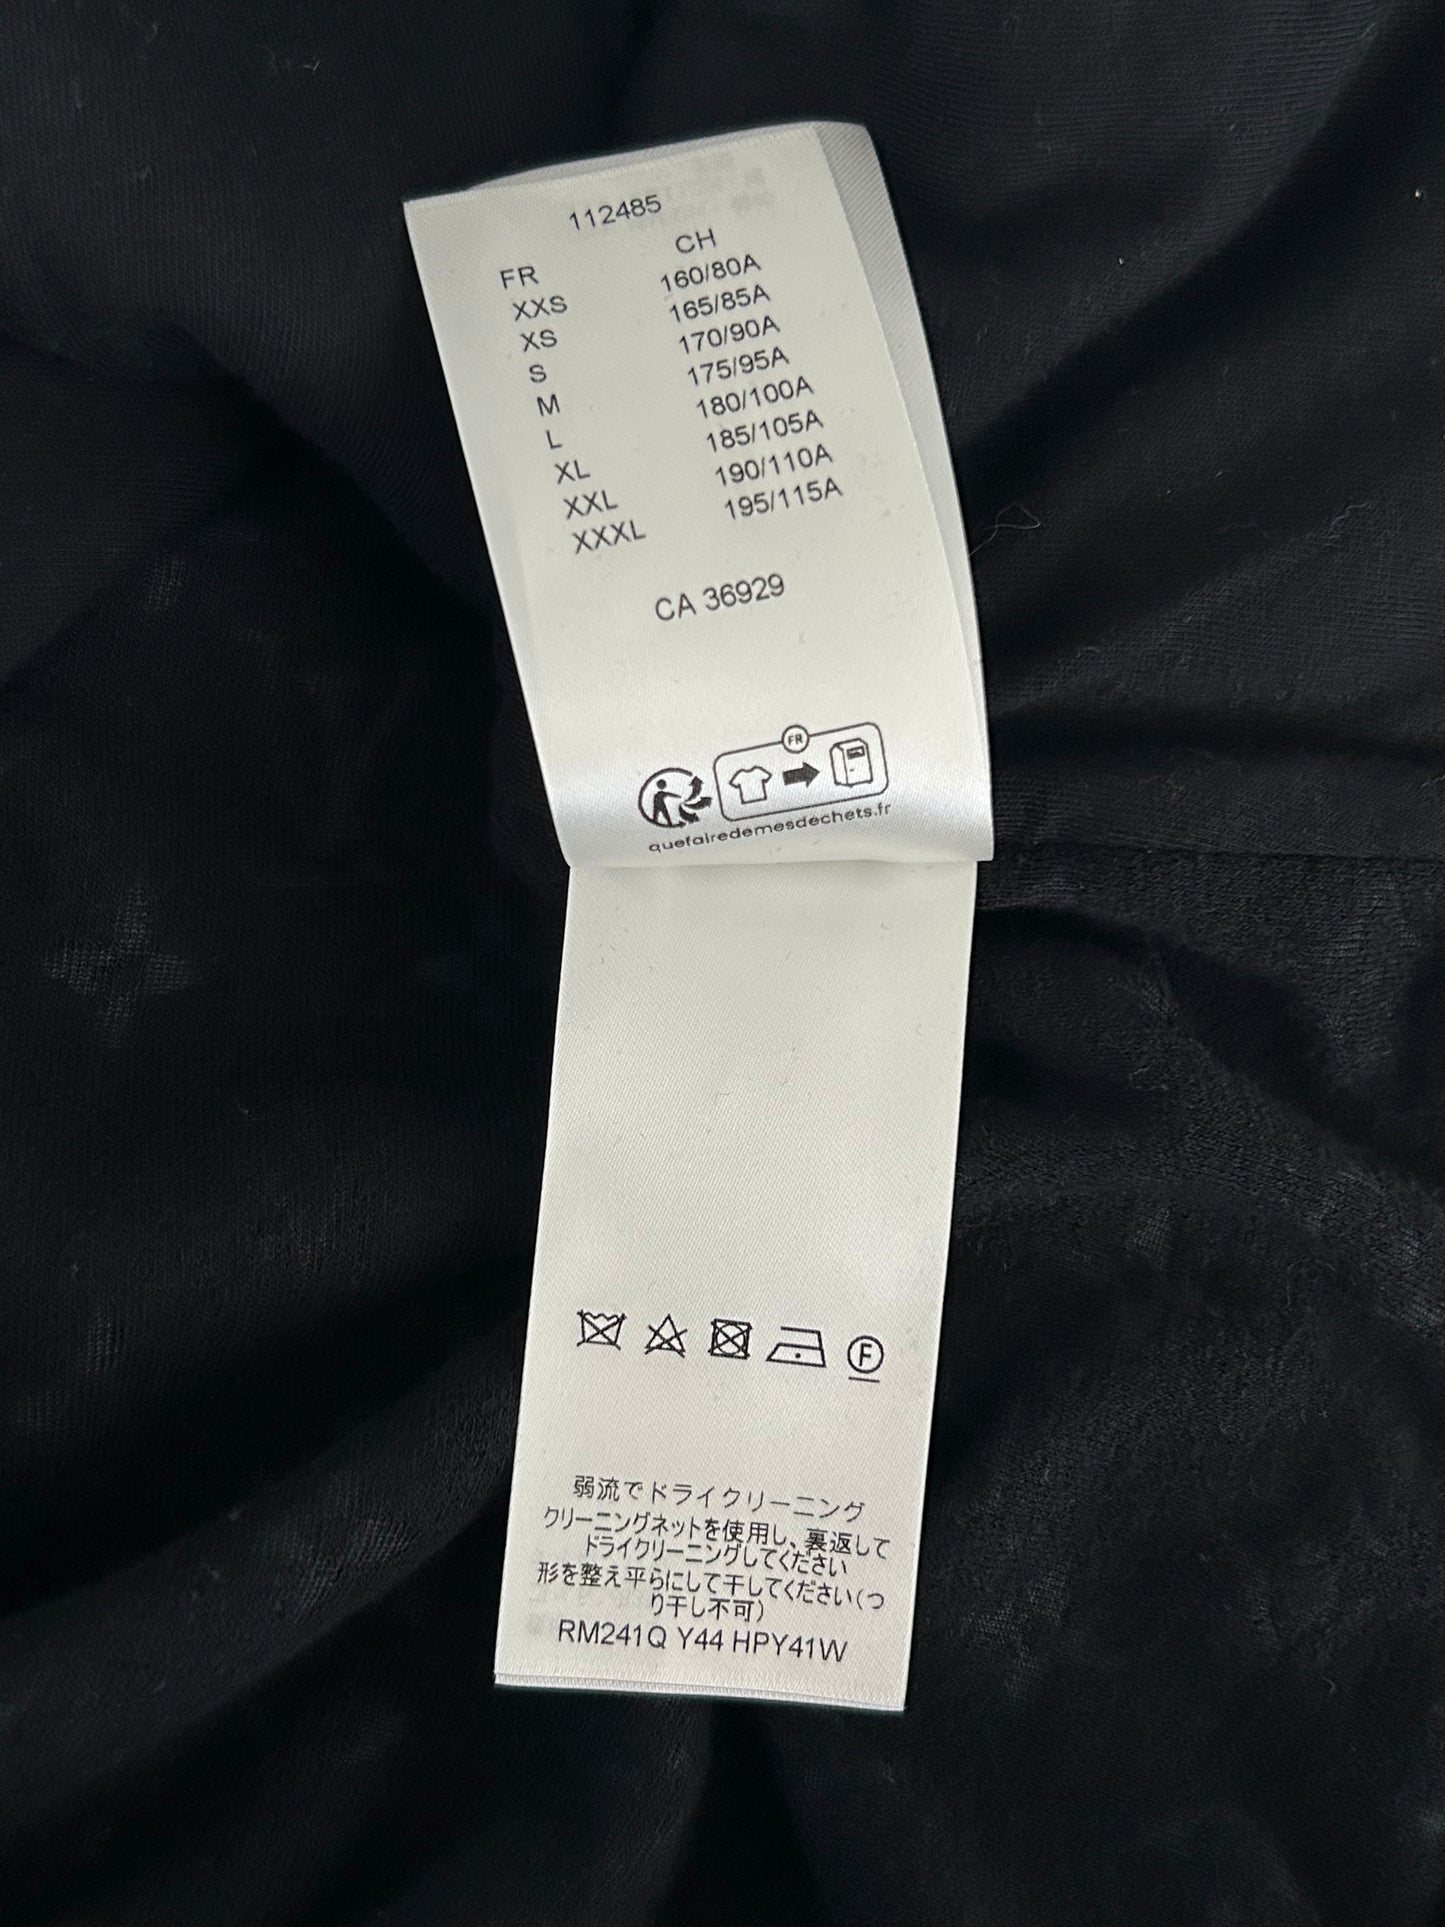 112485
FR CH
XXS 160/80A
XS 165/85A
S 170/90A
M 175/95A
L 180/100A
XL 185/105A
XXL 190/110A
XXXL 195/115A
CA 36929
FR
quefairedemesdechets.fr
F
弱流でドライクリーニング
クリーニングネットを使用し、裏返して
ドライクリーニングしてください
形を整え平らにして干してください(つ
り干し不可)
RM241Q Y44 HPY41W